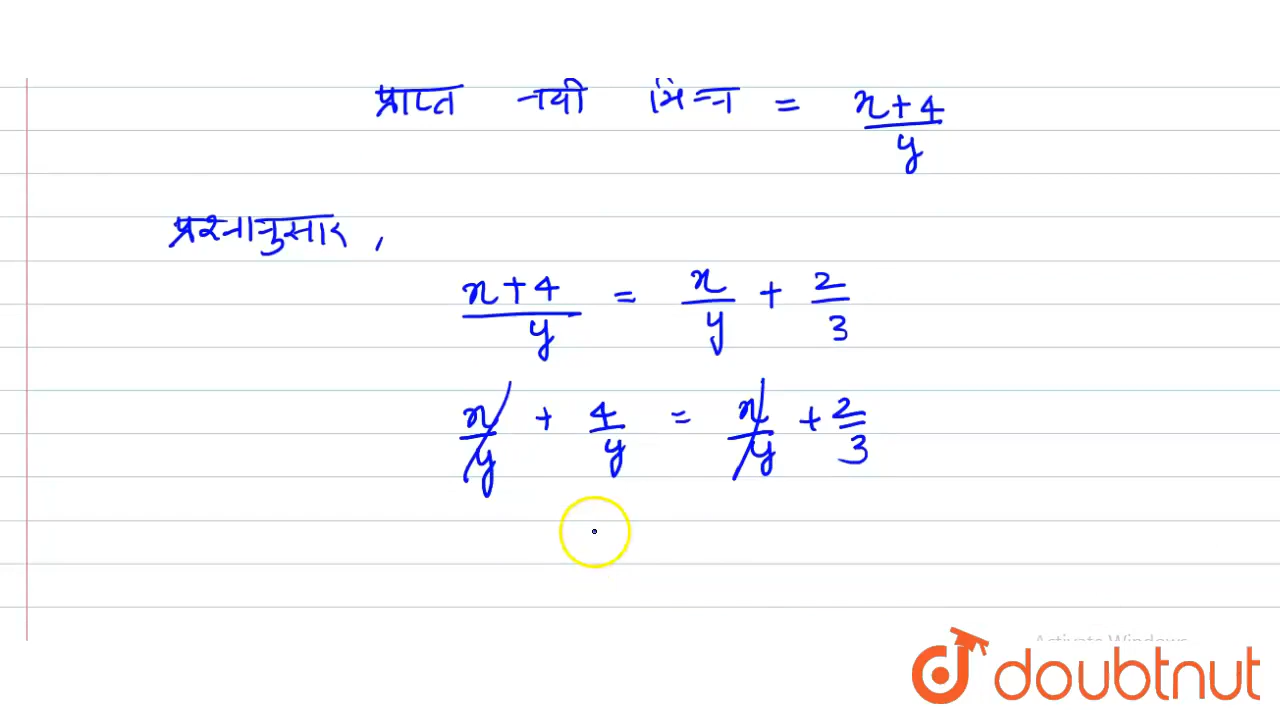 प्राप्त नयी भिन्न = x+4/y
प्रश्नानुसार,
x+4/y = x/y + 2/3
x/y + 4/y = x/y + 2/3
doubtnut